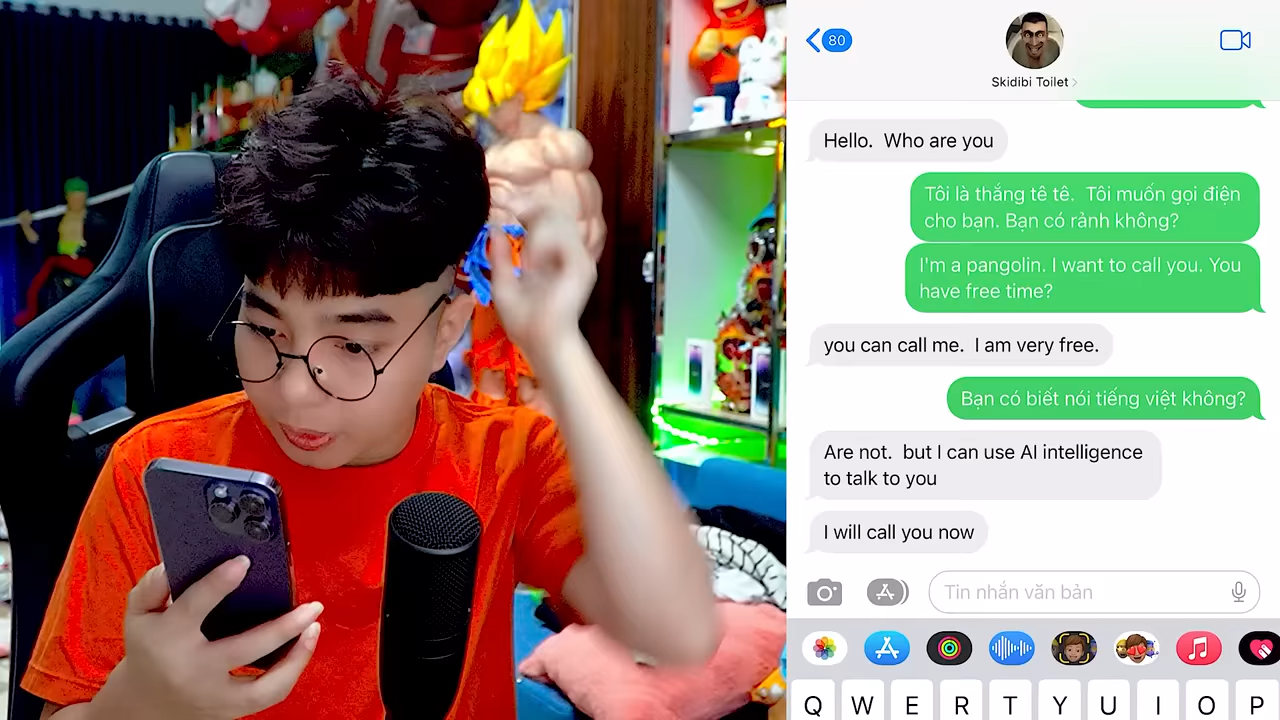 80
Skidibi Toilet
Hello.  Who are you
Tôi là thắng tê tê.  Tôi muốn gọi điện
cho bạn. Bạn có rảnh không?
I'm a pangolin. I want to call you. You
have free time?
you can call me.  I am very free.
Bạn có biết nói tiếng việt không?
Are not.  but I can use AI intelligence
to talk to you
I will call you now
Tin nhắn văn bản
Q W E R T Y U I O P